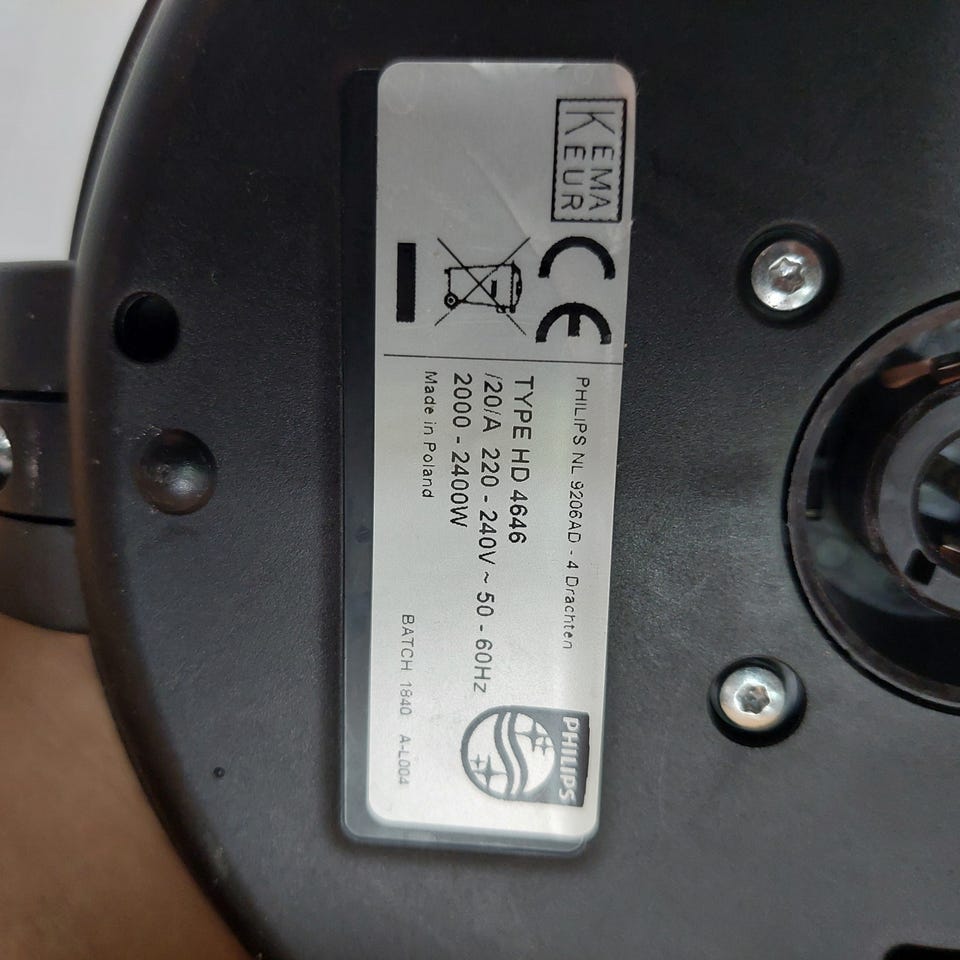 KEMA
KEUR
CE
PHILIPS NL 9206AD - 4 Drachten
TYPE HD 4646
/20/A 220 - 240V ~ 50 - 60Hz
2000 - 2400W
Made in Poland
BATCH 1840 A-L004
PHILIPS